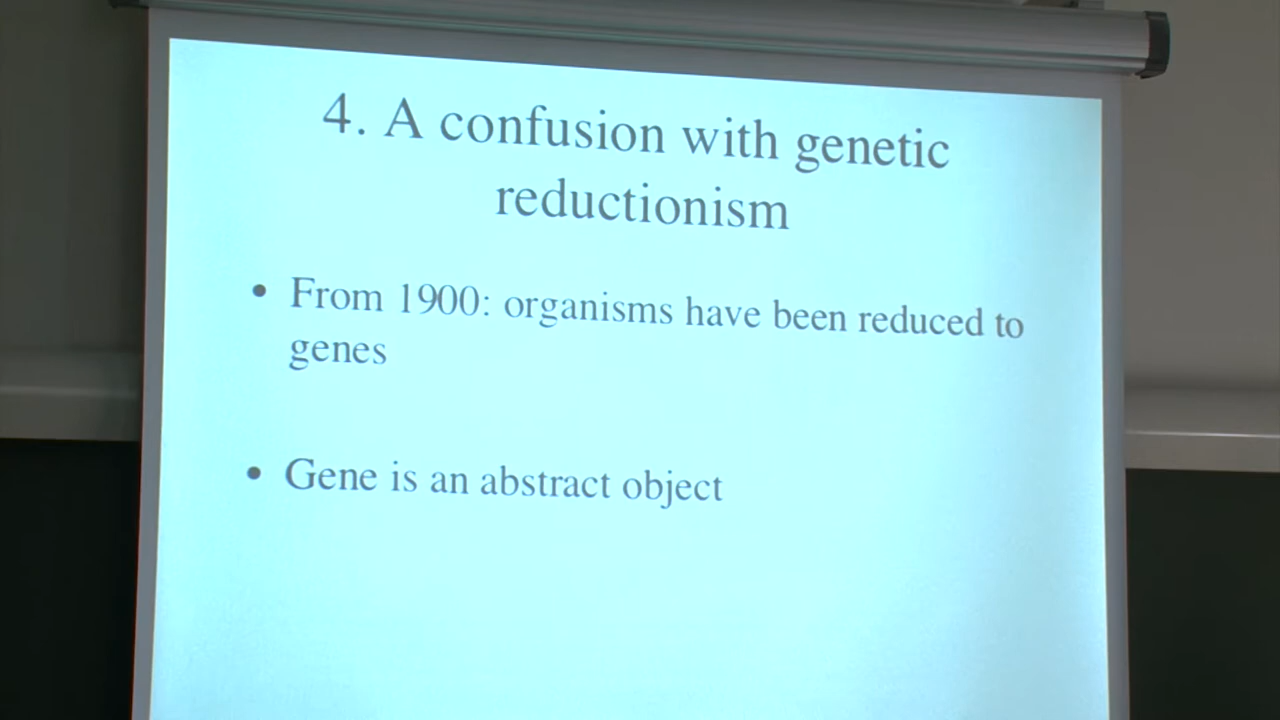 4. A confusion with genetic
reductionism
• From 1900: organisms have been reduced to
genes
• Gene is an abstract object